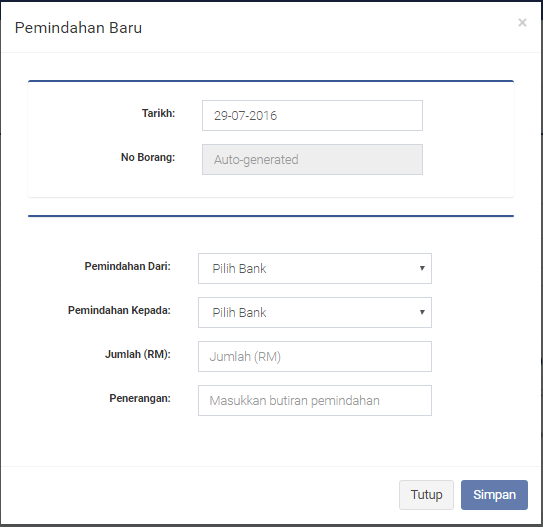 Pemindahan Baru
×
Tarikh: 29-07-2016
No Borang: Auto-generated
Pemindahan Dari: Pilih Bank
Pemindahan Kepada: Pilih Bank
Jumlah (RM): Jumlah (RM)
Penerangan: Masukkan butiran pemindahan
Tutup Simpan